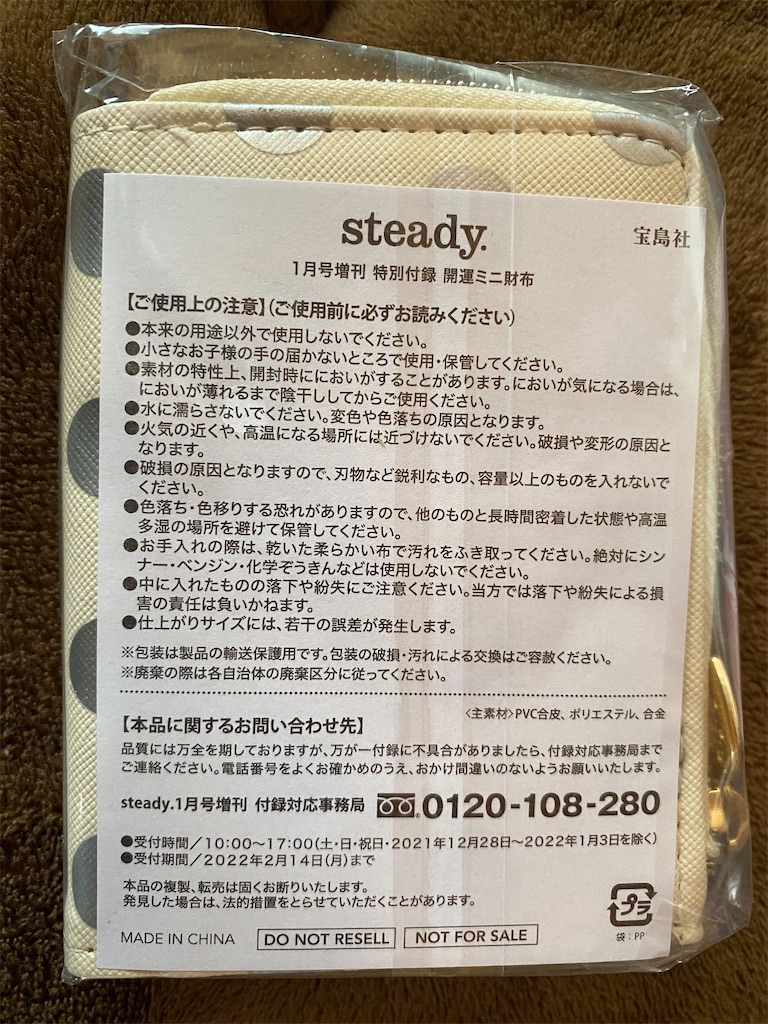 steady.
宝島社
1月号増刊 特別付録 開運ミニ財布
【ご使用上の注意】(ご使用前に必ずお読みください)
●本来の用途以外で使用しないでください。
●小さなお子様の手の届かないところで使用・保管してください。
●素材の特性上、開封時ににおいがすることがあります。においが気になる場合は、
においが薄れるまで陰干ししてからご使用ください。
●水に濡らさないでください。変色や色落ちの原因となります。
●火気の近くや、高温になる場所には近づけないでください。破損や変形の原因と
なります。
●破損の原因となりますので、刃物など鋭利なもの、容量以上のものを入れないで
ください。
●色落ち・色移りする恐れがありますので、他のものと長時間密着した状態や高温
多湿の場所を避けて保管してください。
●お手入れの際は、乾いた柔らかい布で汚れをふき取ってください。絶対にシン
ナー・ベンジン・化学ぞうきんなどは使用しないでください。
●中に入れたものの落下や紛失にご注意ください。当方では落下や紛失による損
害の責任は負いかねます。
●仕上がりサイズには、若干の誤差が発生します。
※包装は製品の輸送保護用です。包装の破損・汚れによる交換はご容赦ください。
※廃棄の際は各自治体の廃棄区分に従ってください。
〈主素材〉PVC合皮、ポリエステル、合金
【本品に関するお問い合わせ先】
品質には万全を期しておりますが、万が一付録に不具合がありましたら、付録対応事務局まで
ご連絡ください。電話番号をよくお確かめのうえ、おかけ間違いのないようお願いいたします。
steady.1月号増刊 付録対応事務局 0120-108-280
●受付時間/10:00〜17:00(土・日・祝日・2021年12月28日〜2022年1月3日を除く)
●受付期間/2022年2月14日(月)まで
本品の複製、転売は固くお断りいたします。
発見した場合は、法的措置をとらせていただくことがあります。
プラ
袋:PP
MADE IN CHINA DO NOT RESELL NOT FOR SALE